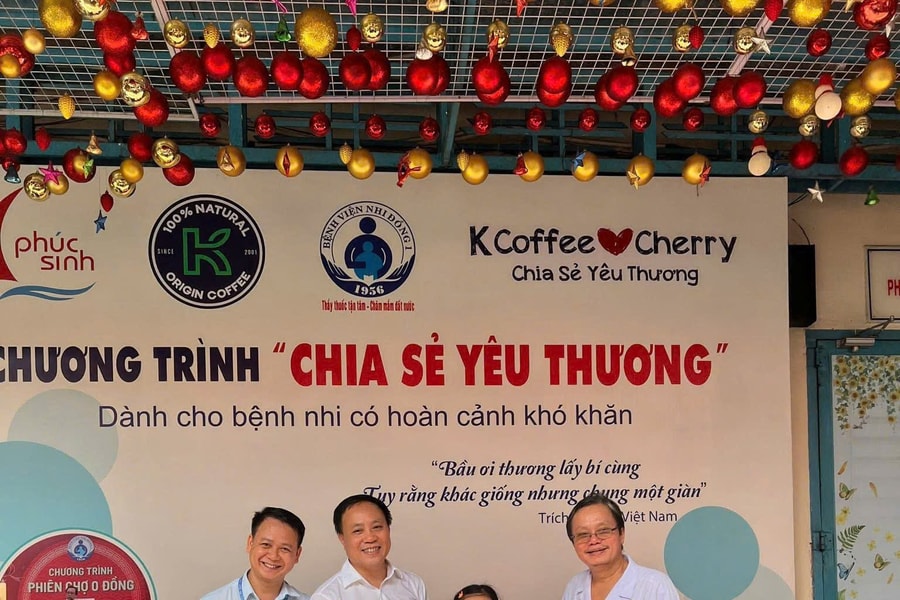 phúc
sinh
100% NATURAL
SINCE 2001
K
ORIGIN COFFEE
BỆNH VIỆN NHI ĐỒNG 1
1956
Thầy thuốc tận tâm - Chăm mầm đất nước
K Coffee Cherry
Chia Sẻ Yêu Thương
CHƯƠNG TRÌNH "CHIA SẺ YÊU THƯƠNG"
Dành cho bệnh nhi có hoàn cảnh khó khăn
"Bầu ơi thương lấy bí cùng
Tuy rằng khác giống nhưng chung một giàn"
Trích Việt Nam
CHƯƠNG TRÌNH
PHIÊN CHỢ 0 ĐỒNG
PH